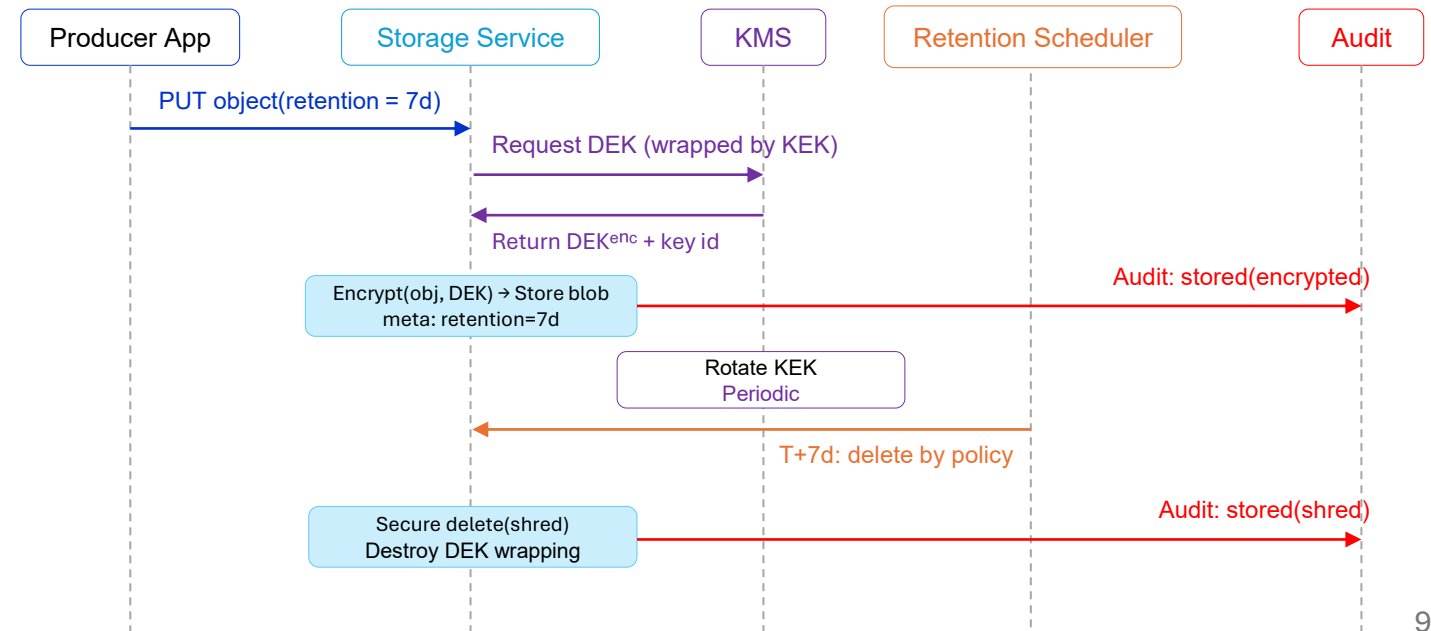 Producer App
Storage Service
KMS
Retention Scheduler
Audit
PUT object(retention = 7d)
Request DEK (wrapped by KEK)
Return DEKᵉⁿᶜ + key id
Encrypt(obj, DEK) → Store blob
meta: retention=7d
Audit: stored(encrypted)
Rotate KEK
Periodic
T+7d: delete by policy
Secure delete(shred)
Destroy DEK wrapping
Audit: stored(shred)
9